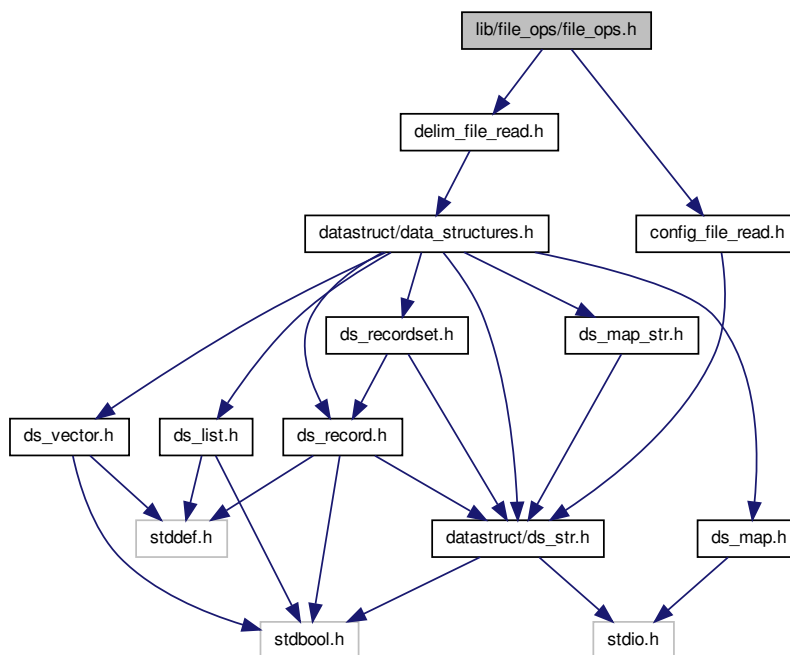 lib/file_ops/file_ops.h
delim_file_read.h
datastruct/data_structures.h
config_file_read.h
ds_recordset.h
ds_map_str.h
ds_vector.h
ds_list.h
ds_record.h
stddef.h
datastruct/ds_str.h
ds_map.h
stdbool.h
stdio.h